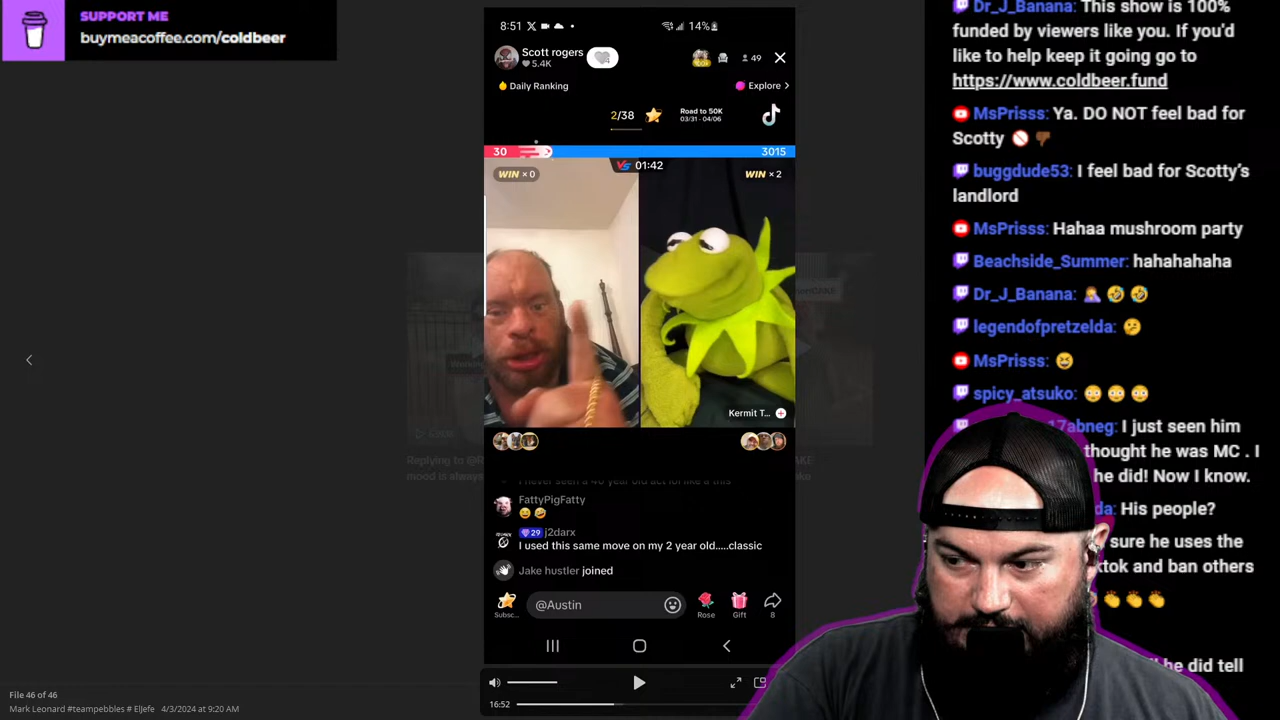 SUPPORT ME
buymeacoffee.com/coldbeer
8:51
14%
Scott rogers
5.4K
49
Daily Ranking
Explore >
2/38
Road to 50K
03/31 - 04/06
30
3015
VS 01:42
WIN × 0
WIN × 2
Kermit T...
FattyPigFatty
29 j2darx
I used this same move on my 2 year old.....classic
Jake hustler joined
Subsc...
@Austin
Rose
Gift
8
16:52
File 46 of 46
Mark Leonard #teampebbles # ElJefe 4/3/2024 at 9:20 AM
Dr_J_Banana: This show is 100%
funded by viewers like you. If you'd
like to help keep it going go to
https://www.coldbeer.fund
MsPrisss: Ya. DO NOT feel bad for
Scotty
buggdude53: I feel bad for Scotty's
landlord
MsPrisss: Hahaa mushroom party
Beachside_Summer: hahahahaha
Dr_J_Banana:
legendofpretzelda:
MsPrisss:
spicy_atsuko:
17abneg: I just seen him
thought he was MC . I
he did! Now I know.
da: His people?
sure he uses the
ktok and ban others
he did tell